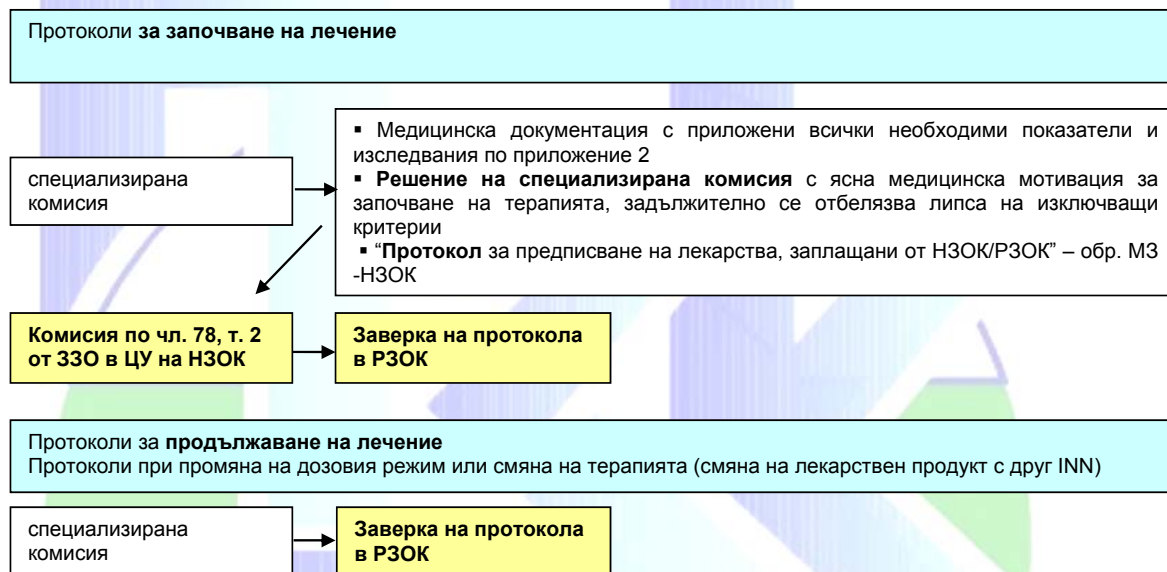 Протоколи за започване на лечение
специализирана
комисия
▪ Медицинска документация с приложени всички необходими показатели и
изследвания по приложение 2
▪ Решение на специализирана комисия с ясна медицинска мотивация за
започване на терапията, задължително се отбелязва липса на изключващи
критерии
▪ “Протокол за предписване на лекарства, заплащани от НЗОК/РЗОК” – обр. МЗ
-НЗОК
Комисия по чл. 78, т. 2
от ЗЗО в ЦУ на НЗОК
Заверка на протокола
в РЗОК
Протоколи за продължаване на лечение
Протоколи при промяна на дозовия режим или смяна на терапията (смяна на лекарствен продукт с друг INN)
специализирана
комисия
Заверка на протокола
в РЗОК